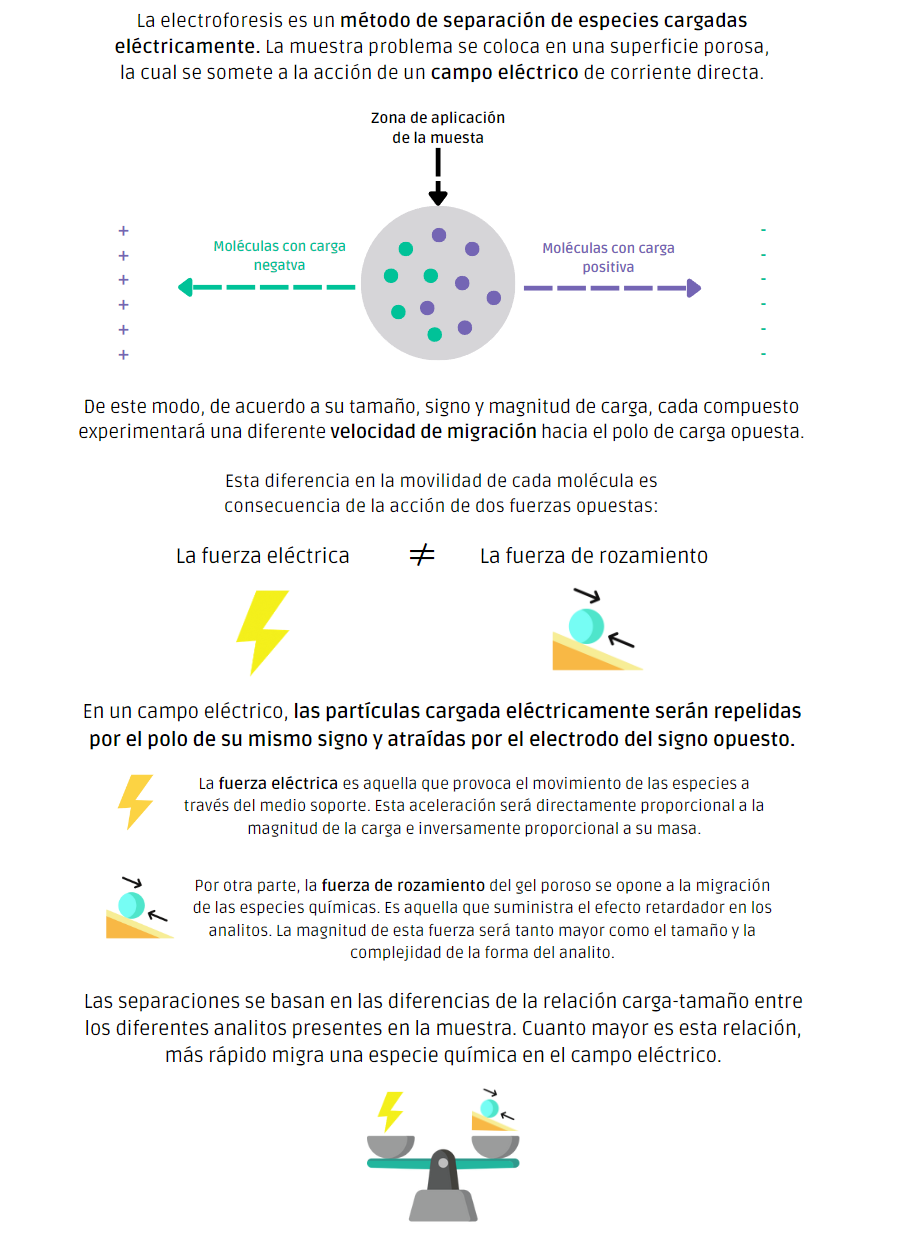 La electroforesis es un método de separación de especies cargadas
eléctricamente. La muestra problema se coloca en una superficie porosa,
la cual se somete a la acción de un campo eléctrico de corriente directa.
Zona de aplicación
de la muesta
+
+
+
+
+
+
Moléculas con carga
negatva
Moléculas con carga
positiva
-
-
-
-
-
-
De este modo, de acuerdo a su tamaño, signo y magnitud de carga, cada compuesto
experimentará una diferente velocidad de migración hacia el polo de carga opuesta.
Esta diferencia en la movilidad de cada molécula es
consecuencia de la acción de dos fuerzas opuestas:
La fuerza eléctrica ≠ La fuerza de rozamiento
En un campo eléctrico, las partículas cargada eléctricamente serán repelidas
por el polo de su mismo signo y atraídas por el electrodo del signo opuesto.
La fuerza eléctrica es aquella que provoca el movimiento de las especies a
través del medio soporte. Esta aceleración será directamente proporcional a la
magnitud de la carga e inversamente proporcional a su masa.
Por otra parte, la fuerza de rozamiento del gel poroso se opone a la migración
de las especies químicas. Es aquella que suministra el efecto retardador en los
analitos. La magnitud de esta fuerza será tanto mayor como el tamaño y la
complejidad de la forma del analito.
Las separaciones se basan en las diferencias de la relación carga-tamaño entre
los diferentes analitos presentes en la muestra. Cuanto mayor es esta relación,
más rápido migra una especie química en el campo eléctrico.